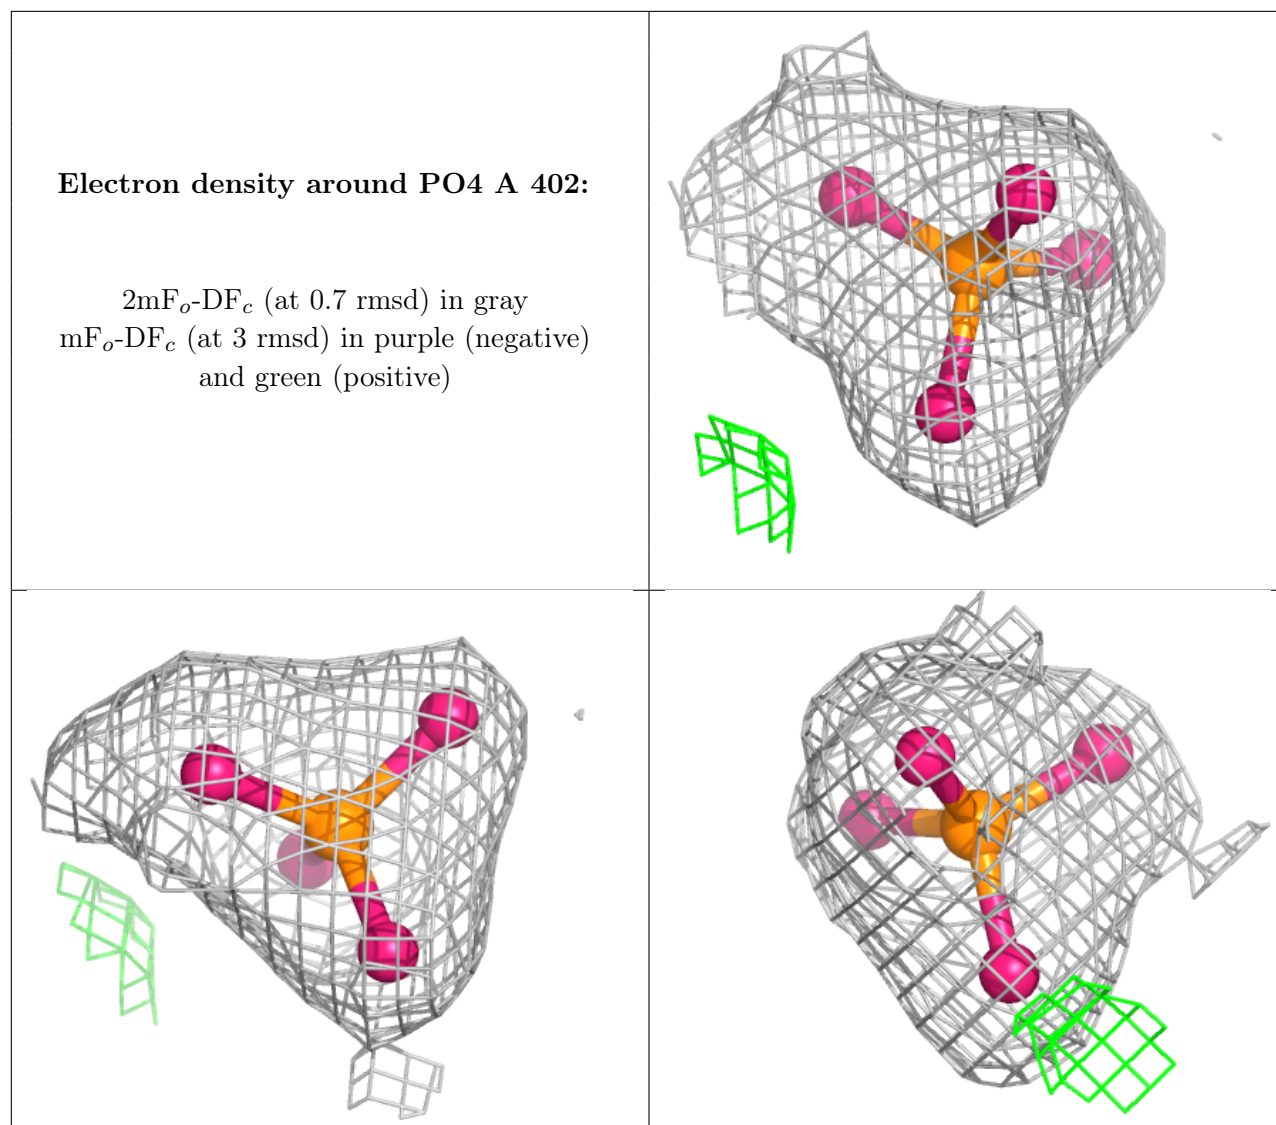 Electron density around PO4 A 402:
2mFo-DFc (at 0.7 rmsd) in gray
mFo-DFc (at 3 rmsd) in purple (negative)
and green (positive)